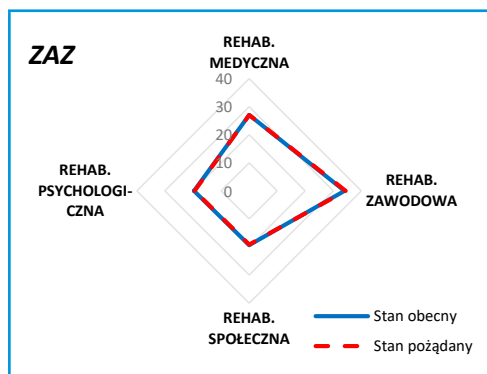 ZAZ
REHAB.
MEDYCZNA
40
30
20
10
0
REHAB.
PSYCHOLOGI-
CZNA
REHAB.
ZAWODOWA
REHAB.
SPOŁECZNA
Stan obecny
Stan pożądany